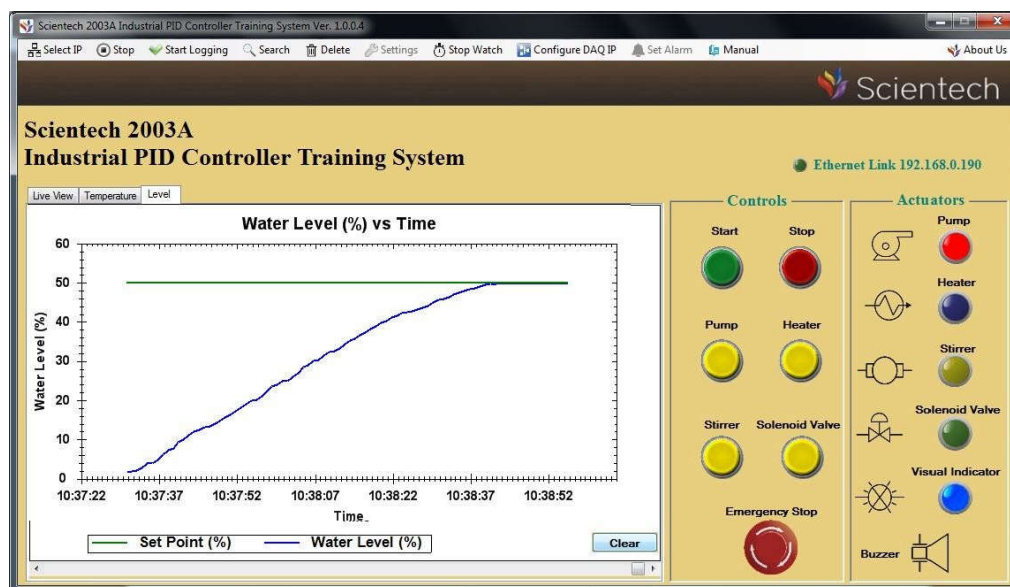 Scientech 2003A Industrial PID Controller Training System Ver. 1.0.0.4
Select IP Stop Start Logging Search Delete Settings Stop Watch Configure DAQ IP Set Alarm Manual About Us
Scientech
Scientech 2003A
Industrial PID Controller Training System
Ethernet Link 192.168.0.190
Live View Temperature Level
Water Level (%) vs Time
60
50
40
30
20
10
0
Water Level (%)
10:37:22 10:37:37 10:37:52 10:38:07 10:38:22 10:38:37 10:38:52
Time_
Set Point (%) Water Level (%)
Clear
Controls
Start Stop
Pump Heater
Stirrer Solenoid Valve
Emergency Stop
Actuators
Pump
Heater
Stirrer
Solenoid Valve
Visual Indicator
Buzzer